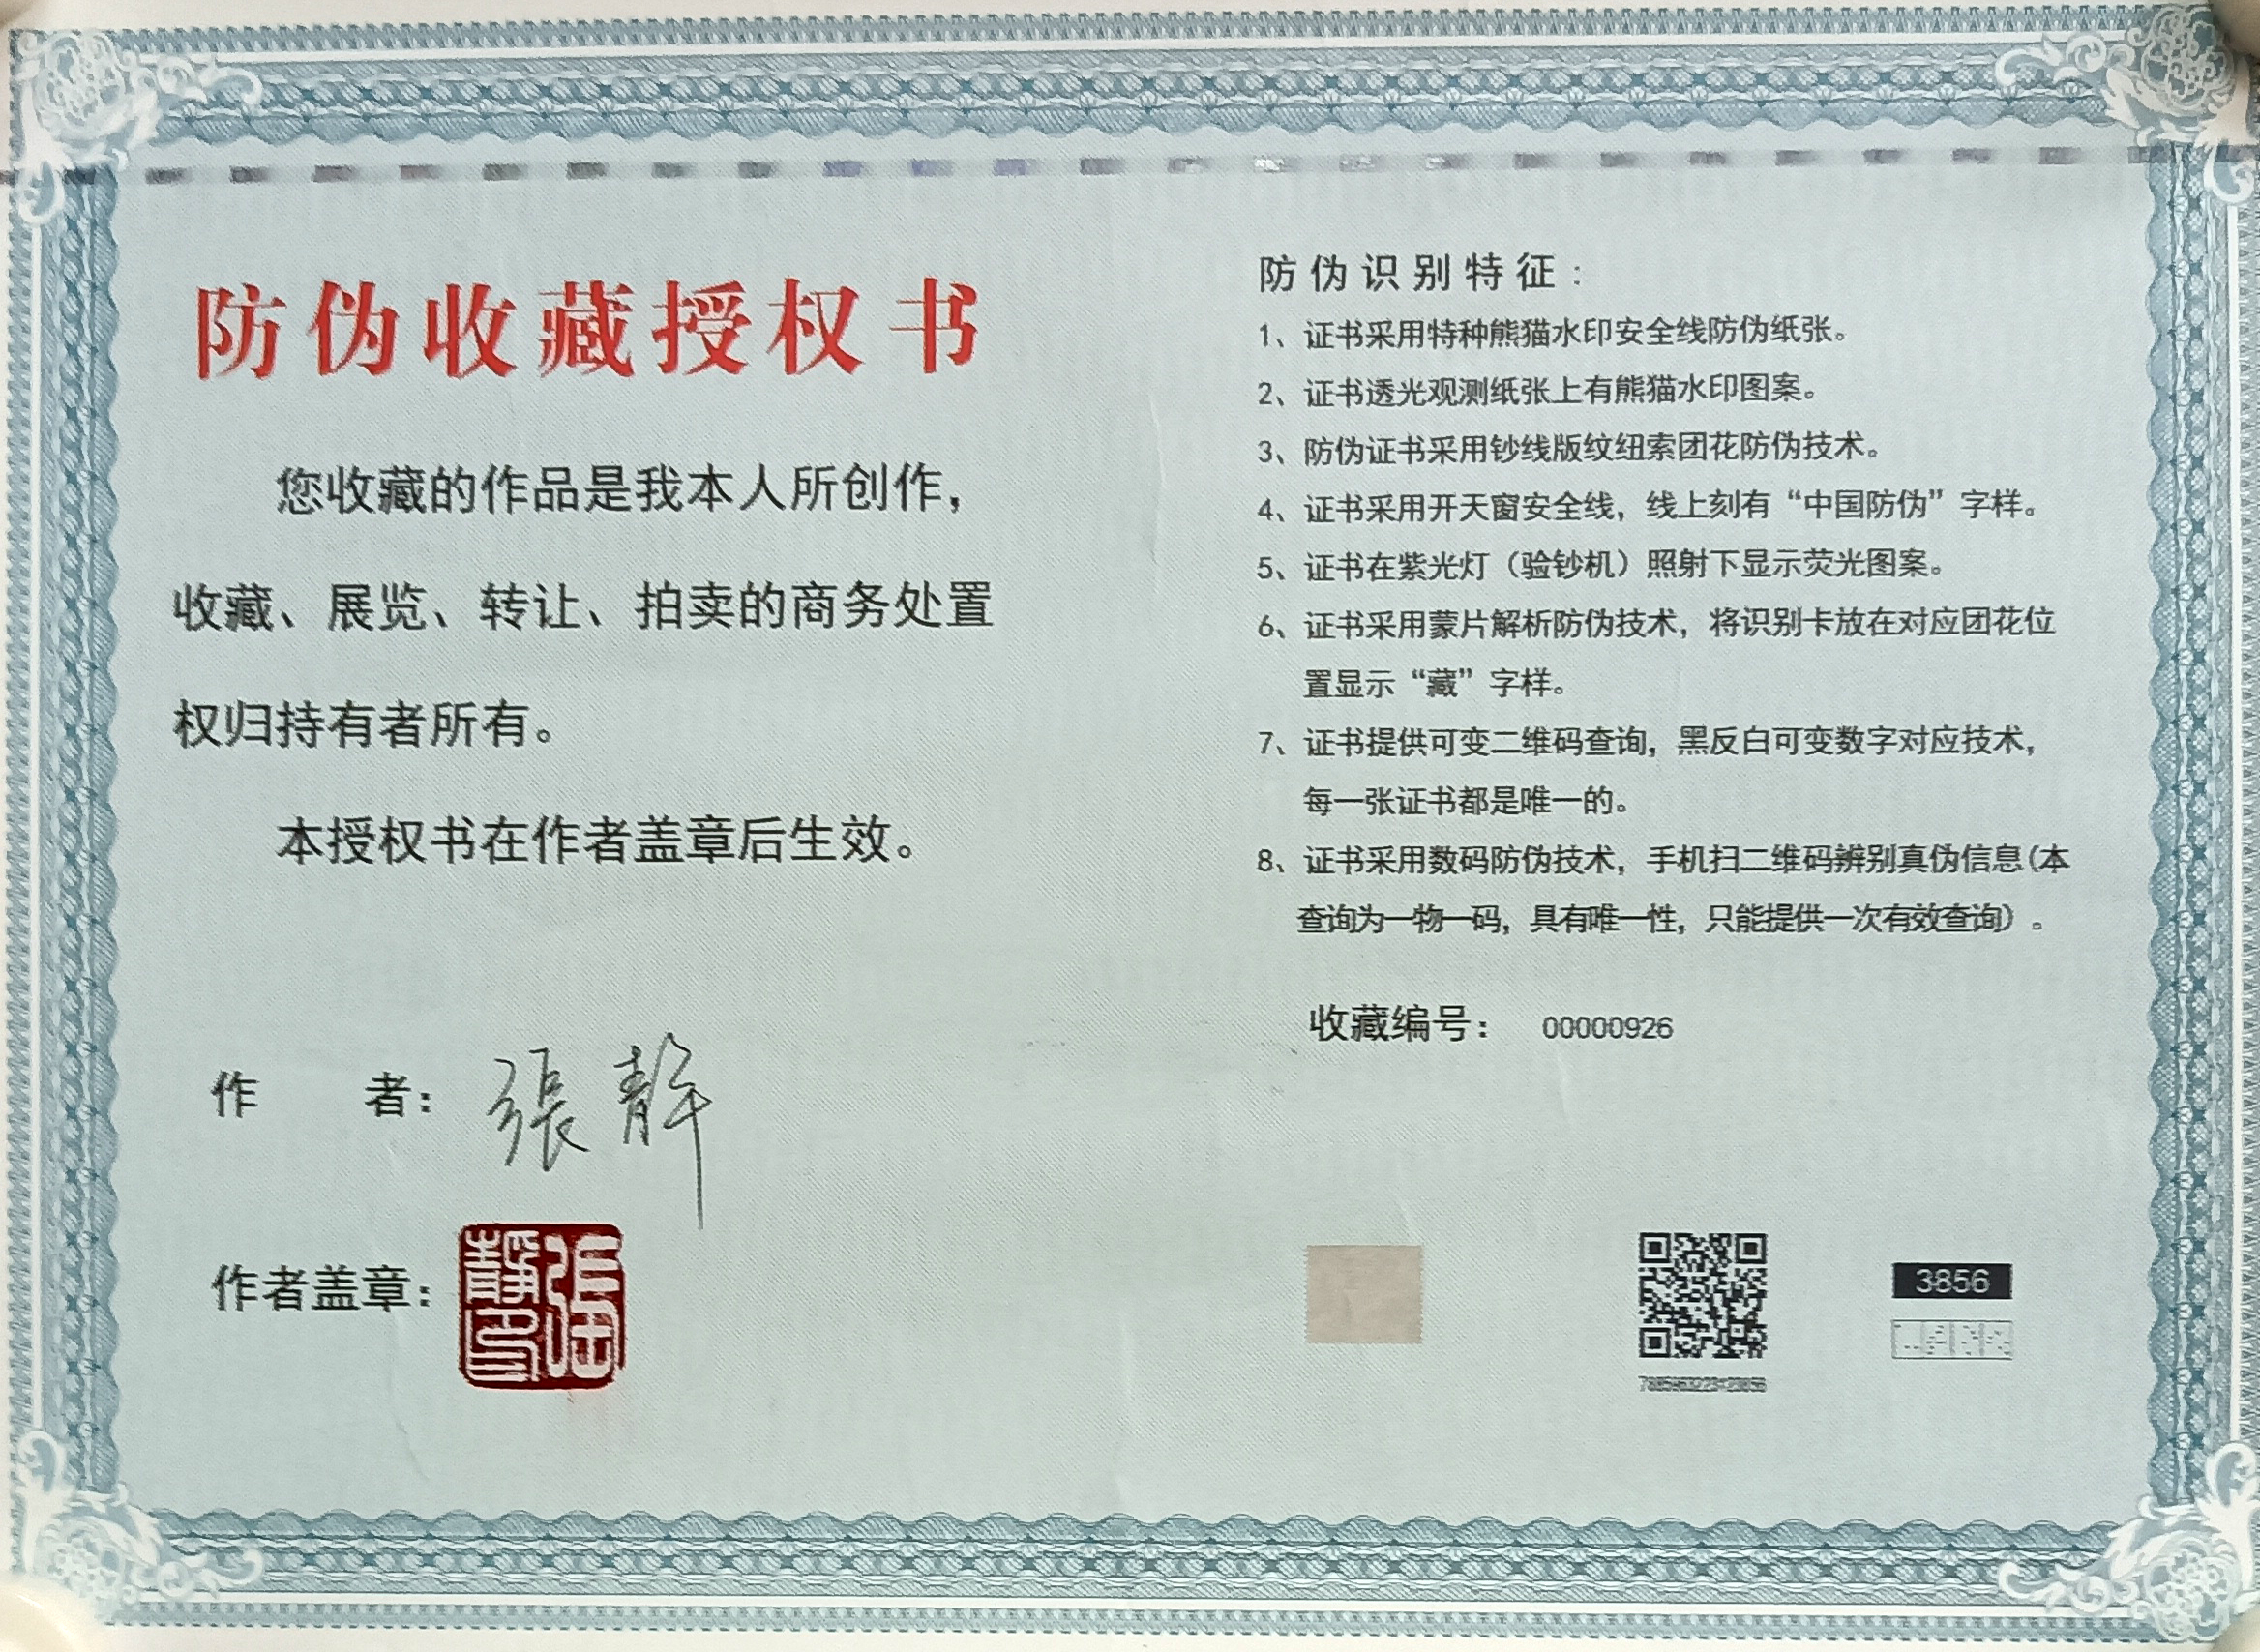 防伪收藏授权书
您收藏的作品是我本人所创作，
收藏、展览、转让、拍卖的商务处置
权归持有者所有。
本授权书在作者盖章后生效。
作 者：張靜
作者盖章：
張靜印
防伪识别特征：
1、证书采用特种熊猫水印安全线防伪纸张。
2、证书透光观测纸张上有熊猫水印图案。
3、防伪证书采用钞线版纹纽索团花防伪技术。
4、证书采用开天窗安全线，线上刻有“中国防伪”字样。
5、证书在紫光灯（验钞机）照射下显示荧光图案。
6、证书采用蒙片解析防伪技术，将识别卡放在对应团花位
置显示“藏”字样。
7、证书提供可变二维码查询，黑反白可变数字对应技术，
每一张证书都是唯一的。
8、证书采用数码防伪技术，手机扫二维码辨别真伪信息(本
查询为一物一码，具有唯一性，只能提供一次有效查询）。
收藏编号： 00000926
3856